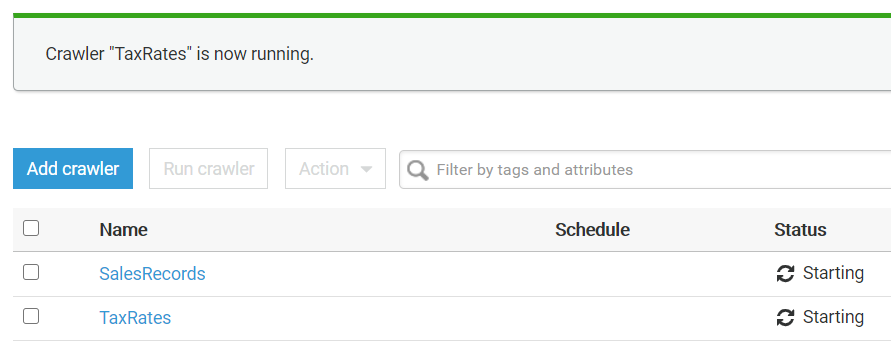 Crawler "TaxRates" is now running.
Add crawler Run crawler Action Filter by tags and attributes
Name Schedule Status
SalesRecords Starting
TaxRates Starting